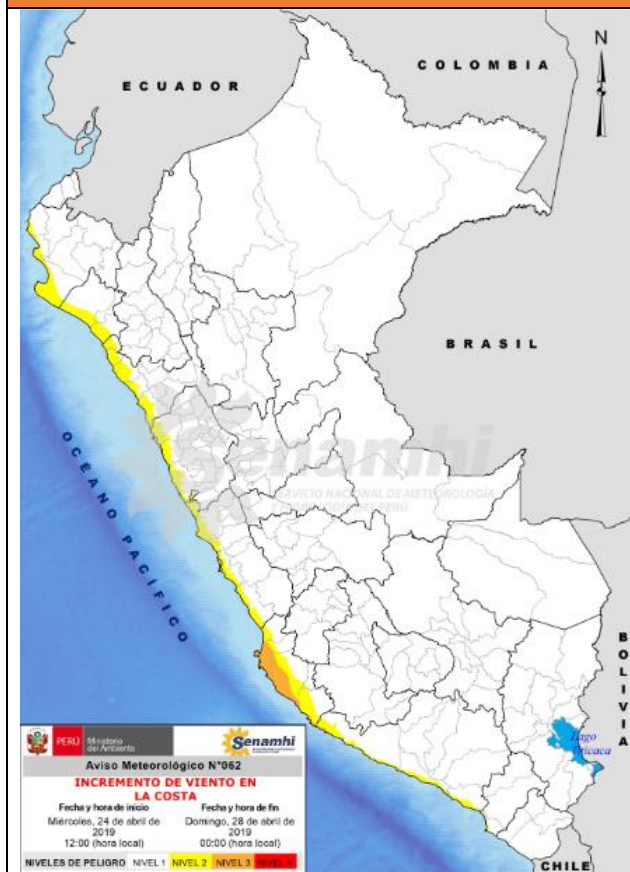 N
COLOMBIA
ECUADOR
BRASIL
Senamhi
SERVICIO NACIONAL DE METEOROLOGÍA
DEL PERÚ
OCÉANO PACÍFICO
BOLIVIA
Lago
Titicaca
PERÚ Ministerio
del Ambiente
Senamhi
Aviso Meteorológico N°062
INCREMENTO DE VIENTO EN
LA COSTA
Fecha y hora de inicio Fecha y hora de fin
Miércoles, 24 de abril de Domingo, 28 de abril de
2019 2019
12:00 (hora local) 00:00 (hora local)
NIVELES DE PELIGRO NIVEL 1 NIVEL 2 NIVEL 3 NIVEL 4
CHILE